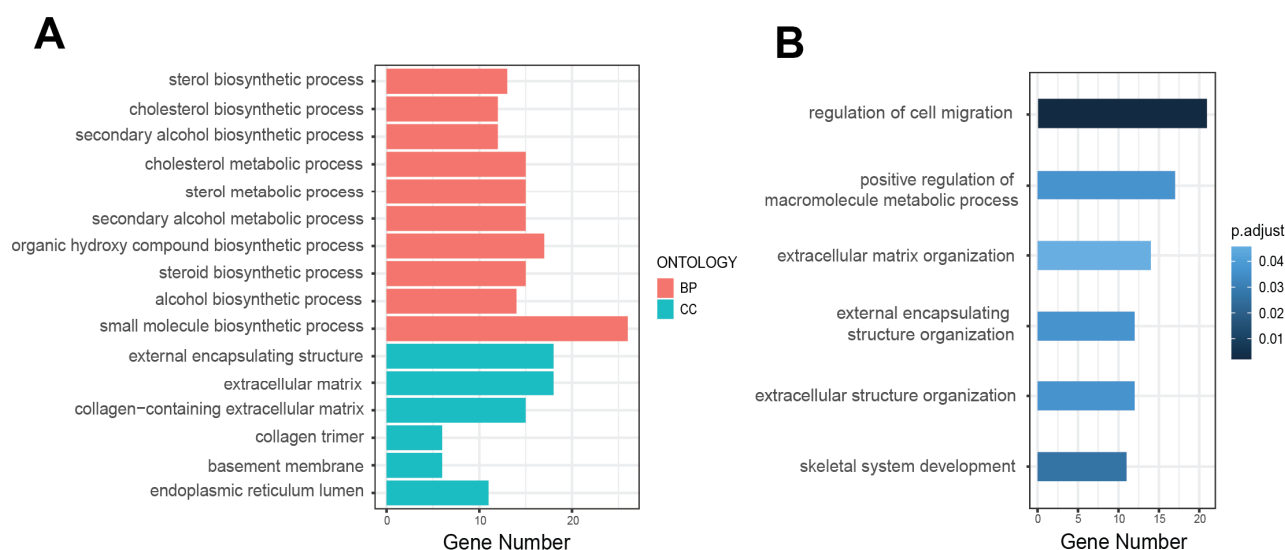 A
sterol biosynthetic process
cholesterol biosynthetic process
secondary alcohol biosynthetic process
cholesterol metabolic process
sterol metabolic process
secondary alcohol metabolic process
organic hydroxy compound biosynthetic process
steroid biosynthetic process
alcohol biosynthetic process
small molecule biosynthetic process
external encapsulating structure
extracellular matrix
collagen−containing extracellular matrix
collagen trimer
basement membrane
endoplasmic reticulum lumen
0 10 20
Gene Number
ONTOLOGY
BP
CC
B
regulation of cell migration
positive regulation of
macromolecule metabolic process
extracellular matrix organization
external encapsulating
structure organization
extracellular structure organization
skeletal system development
0 5 10 15 20
Gene Number
p.adjust
0.04
0.03
0.02
0.01